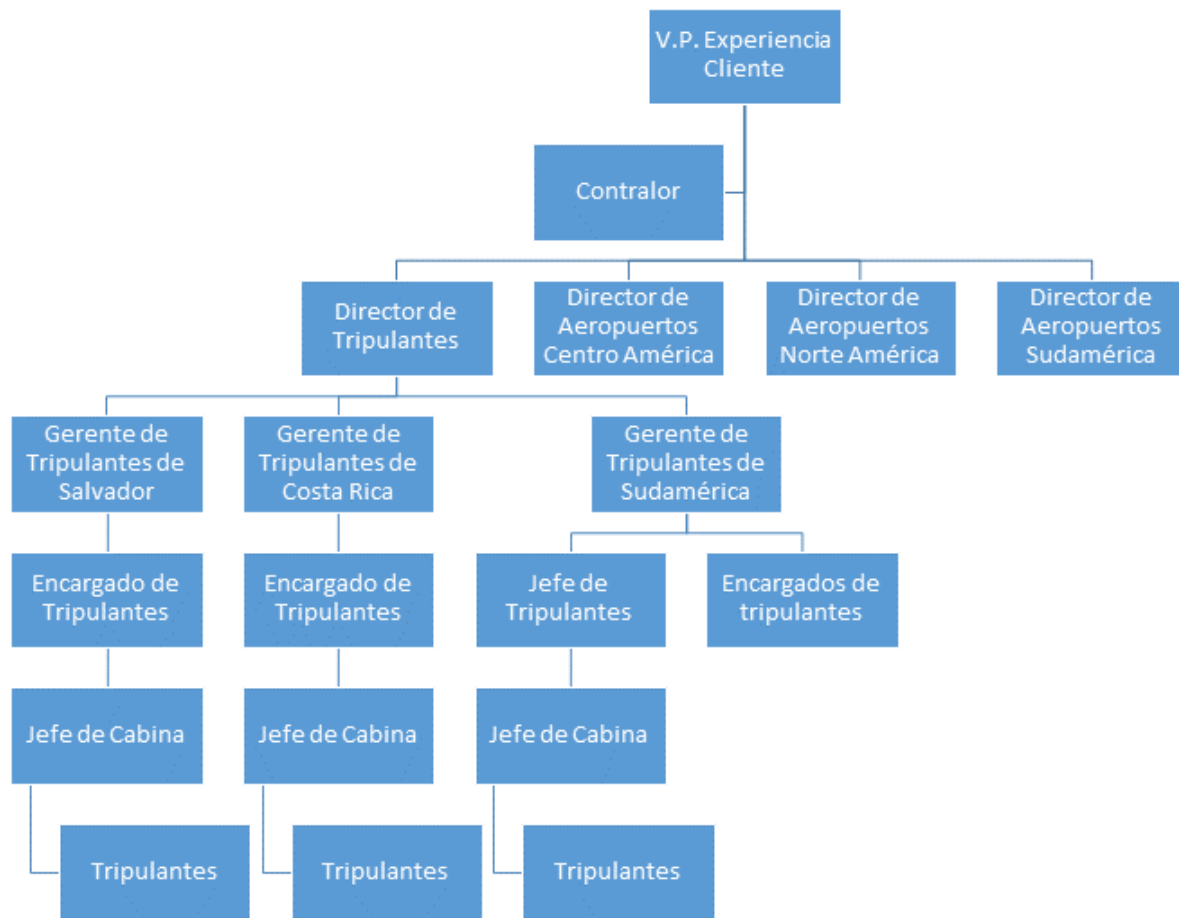 V.P. Experiencia
Cliente
Contralor
Director de
Tripulantes
Director de
Aeropuertos
Centro América
Director de
Aeropuertos
Norte América
Director de
Aeropuertos
Sudamérica
Gerente de
Tripulantes de
Salvador
Gerente de
Tripulantes de
Costa Rica
Gerente de
Tripulantes de
Sudamérica
Encargado de
Tripulantes
Encargado de
Tripulantes
Jefe de
Tripulantes
Encargados de
tripulantes
Jefe de Cabina
Jefe de Cabina
Jefe de Cabina
Tripulantes
Tripulantes
Tripulantes